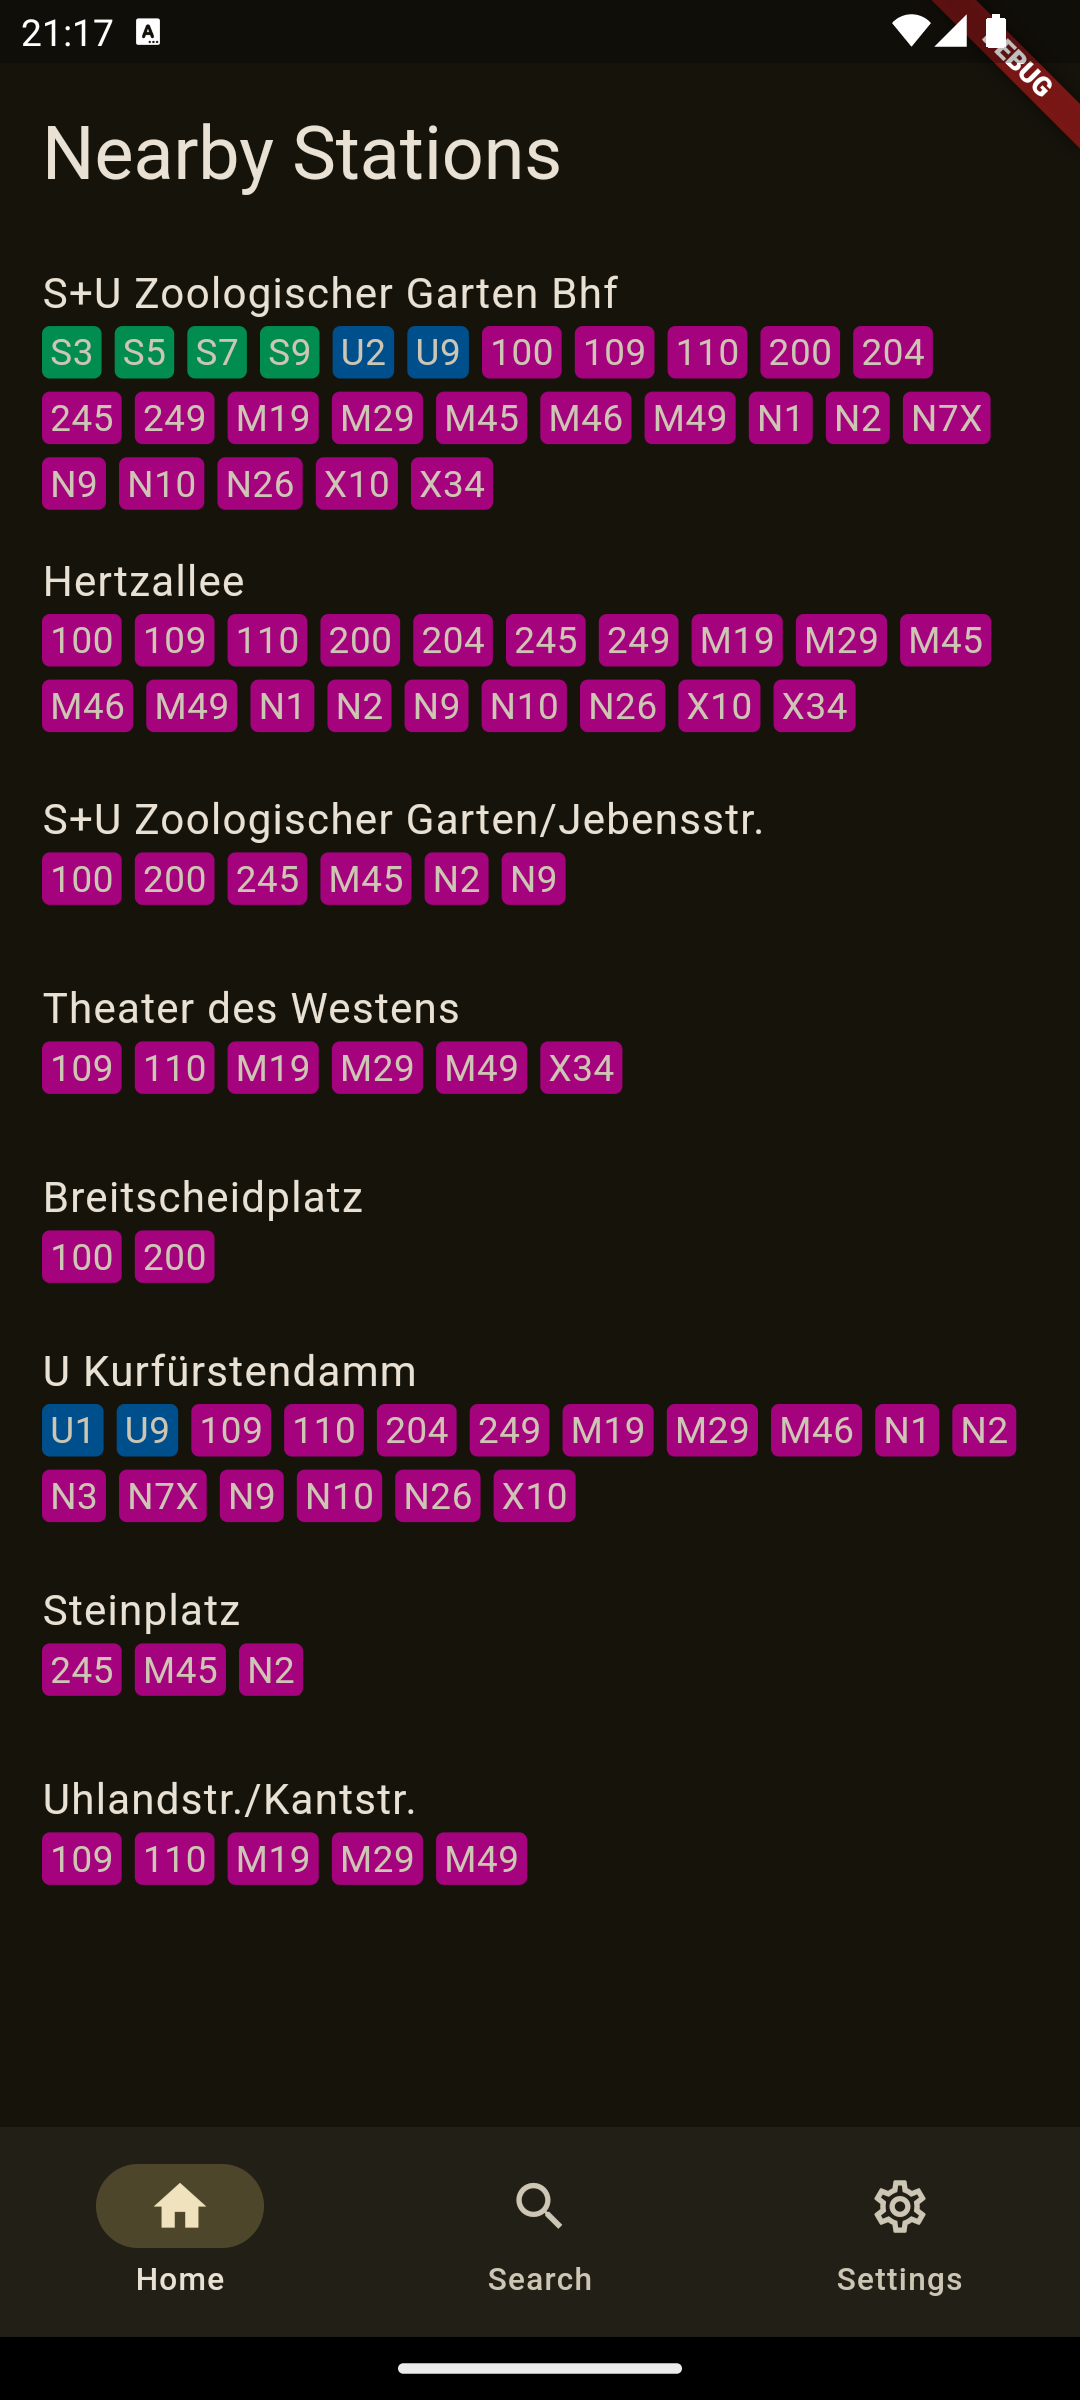 21:17
DEBUG
Nearby Stations
S+U Zoologischer Garten Bhf
S3 S5 S7 S9 U2 U9 100 109 110 200 204
245 249 M19 M29 M45 M46 M49 N1 N2 N7X
N9 N10 N26 X10 X34
Hertzallee
100 109 110 200 204 245 249 M19 M29 M45
M46 M49 N1 N2 N9 N10 N26 X10 X34
S+U Zoologischer Garten/Jebensstr.
100 200 245 M45 N2 N9
Theater des Westens
109 110 M19 M29 M49 X34
Breitscheidplatz
100 200
U Kurfürstendamm
U1 U9 109 110 204 249 M19 M29 M46 N1 N2
N3 N7X N9 N10 N26 X10
Steinplatz
245 M45 N2
Uhlandstr./Kantstr.
109 110 M19 M29 M49
Home Search Settings